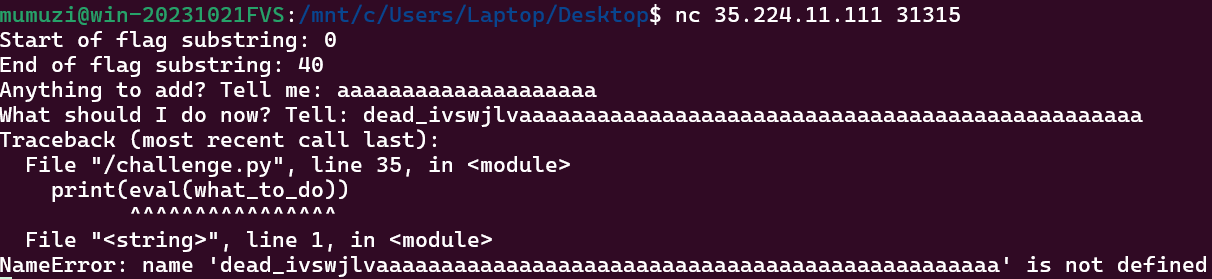 mumuzi@win-20231021FVS:/mnt/c/Users/Laptop/Desktop$ nc 35.224.11.111 31315
Start of flag substring: 0
End of flag substring: 40
Anything to add? Tell me: aaaaaaaaaaaaaaaaaaaa
What should I do now? Tell: dead_ivswjlvaaaaaaaaaaaaaaaaaaaaaaaaaaaaaaaaaaaaaaaaaaaaaaaa
Traceback (most recent call last):
  File "/challenge.py", line 35, in <module>
    print(eval(what_to_do))
          ^^^^^^^^^^^^^^^^
  File "<string>", line 1, in <module>
NameError: name 'dead_ivswjlvaaaaaaaaaaaaaaaaaaaaaaaaaaaaaaaaaaaaaaaaaaaaaaaa' is not defined